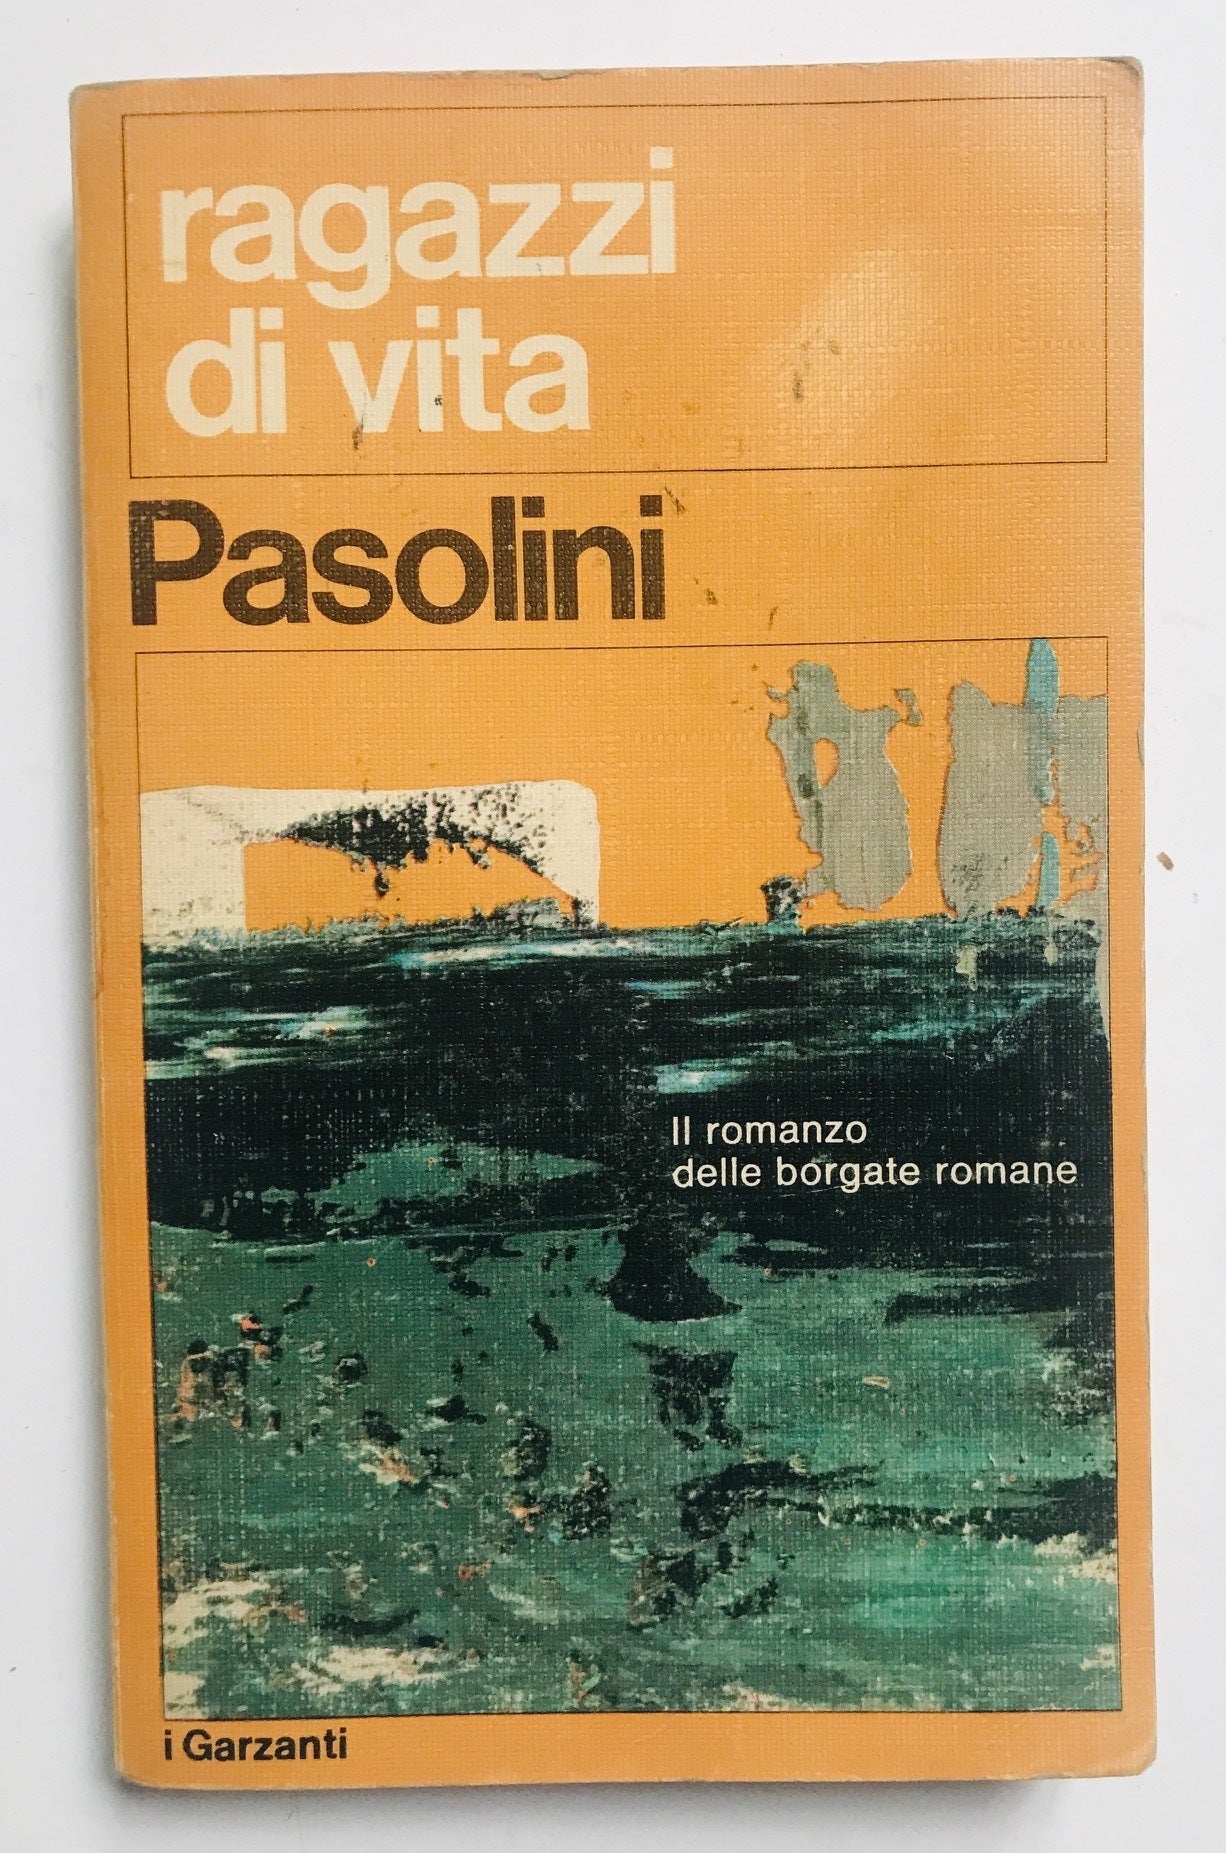 ragazzi
di vita
Pasolini
Il romanzo
delle borgate romane
i Garzanti